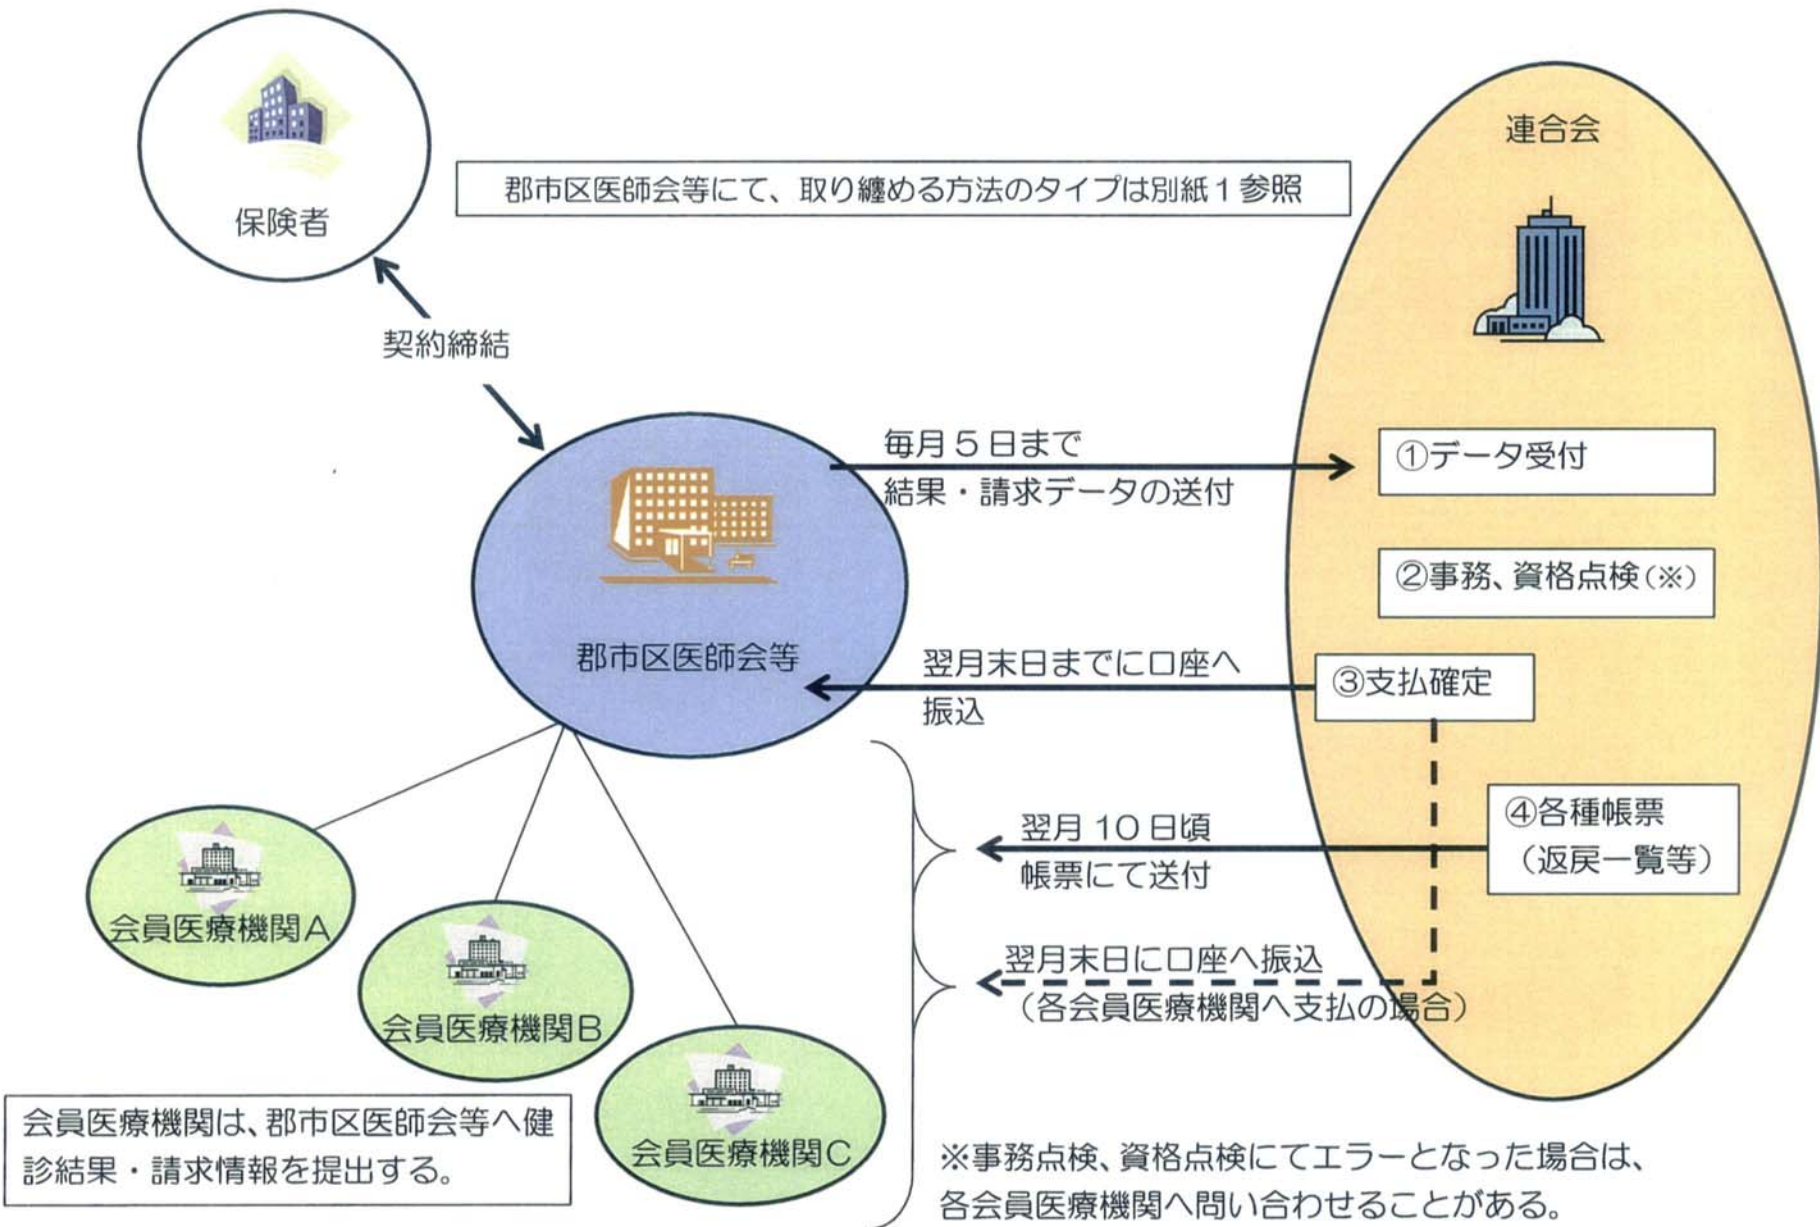 連合会
郡市区医師会等にて、取り纏める方法のタイプは別紙1参照
保険者
契約締結
毎月5日まで
結果・請求データの送付
①データ受付
②事務、資格点検(※)
郡市区医師会等
翌月末日までに口座へ
振込
③支払確定
翌月10日頃
帳票にて送付
④各種帳票
（返戻一覧等）
会員医療機関A
会員医療機関B
会員医療機関C
翌月末日に口座へ振込
（各会員医療機関へ支払の場合）
会員医療機関は、郡市区医師会等へ健
診結果・請求情報を提出する。
※事務点検、資格点検にてエラーとなった場合は、
各会員医療機関へ問い合わせることがある。